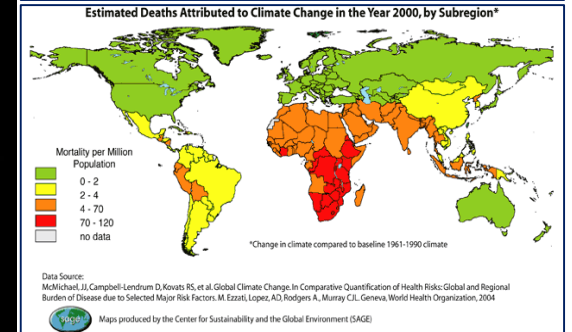 Estimated Deaths Attributed to Climate Change in the Year 2000, by Subregion*
Mortality per Million
Population
0 - 2
2 - 4
4 - 70
70 - 120
no data
*Change in climate compared to baseline 1961-1990 climate
Data Source:
McMichael, JJ, Campbell-Lendrum D, Kovats RS, et al. Global Climate Change. In Comparative Quantification of Health Risks: Global and Regional
Burden of Disease due to Selected Major Risk Factors. M. Ezzati, Lopez, AD, Rodgers A., Murray CJL. Geneva, World Health Organization, 2004
sage
Maps produced by the Center for Sustainability and the Global Environment (SAGE)